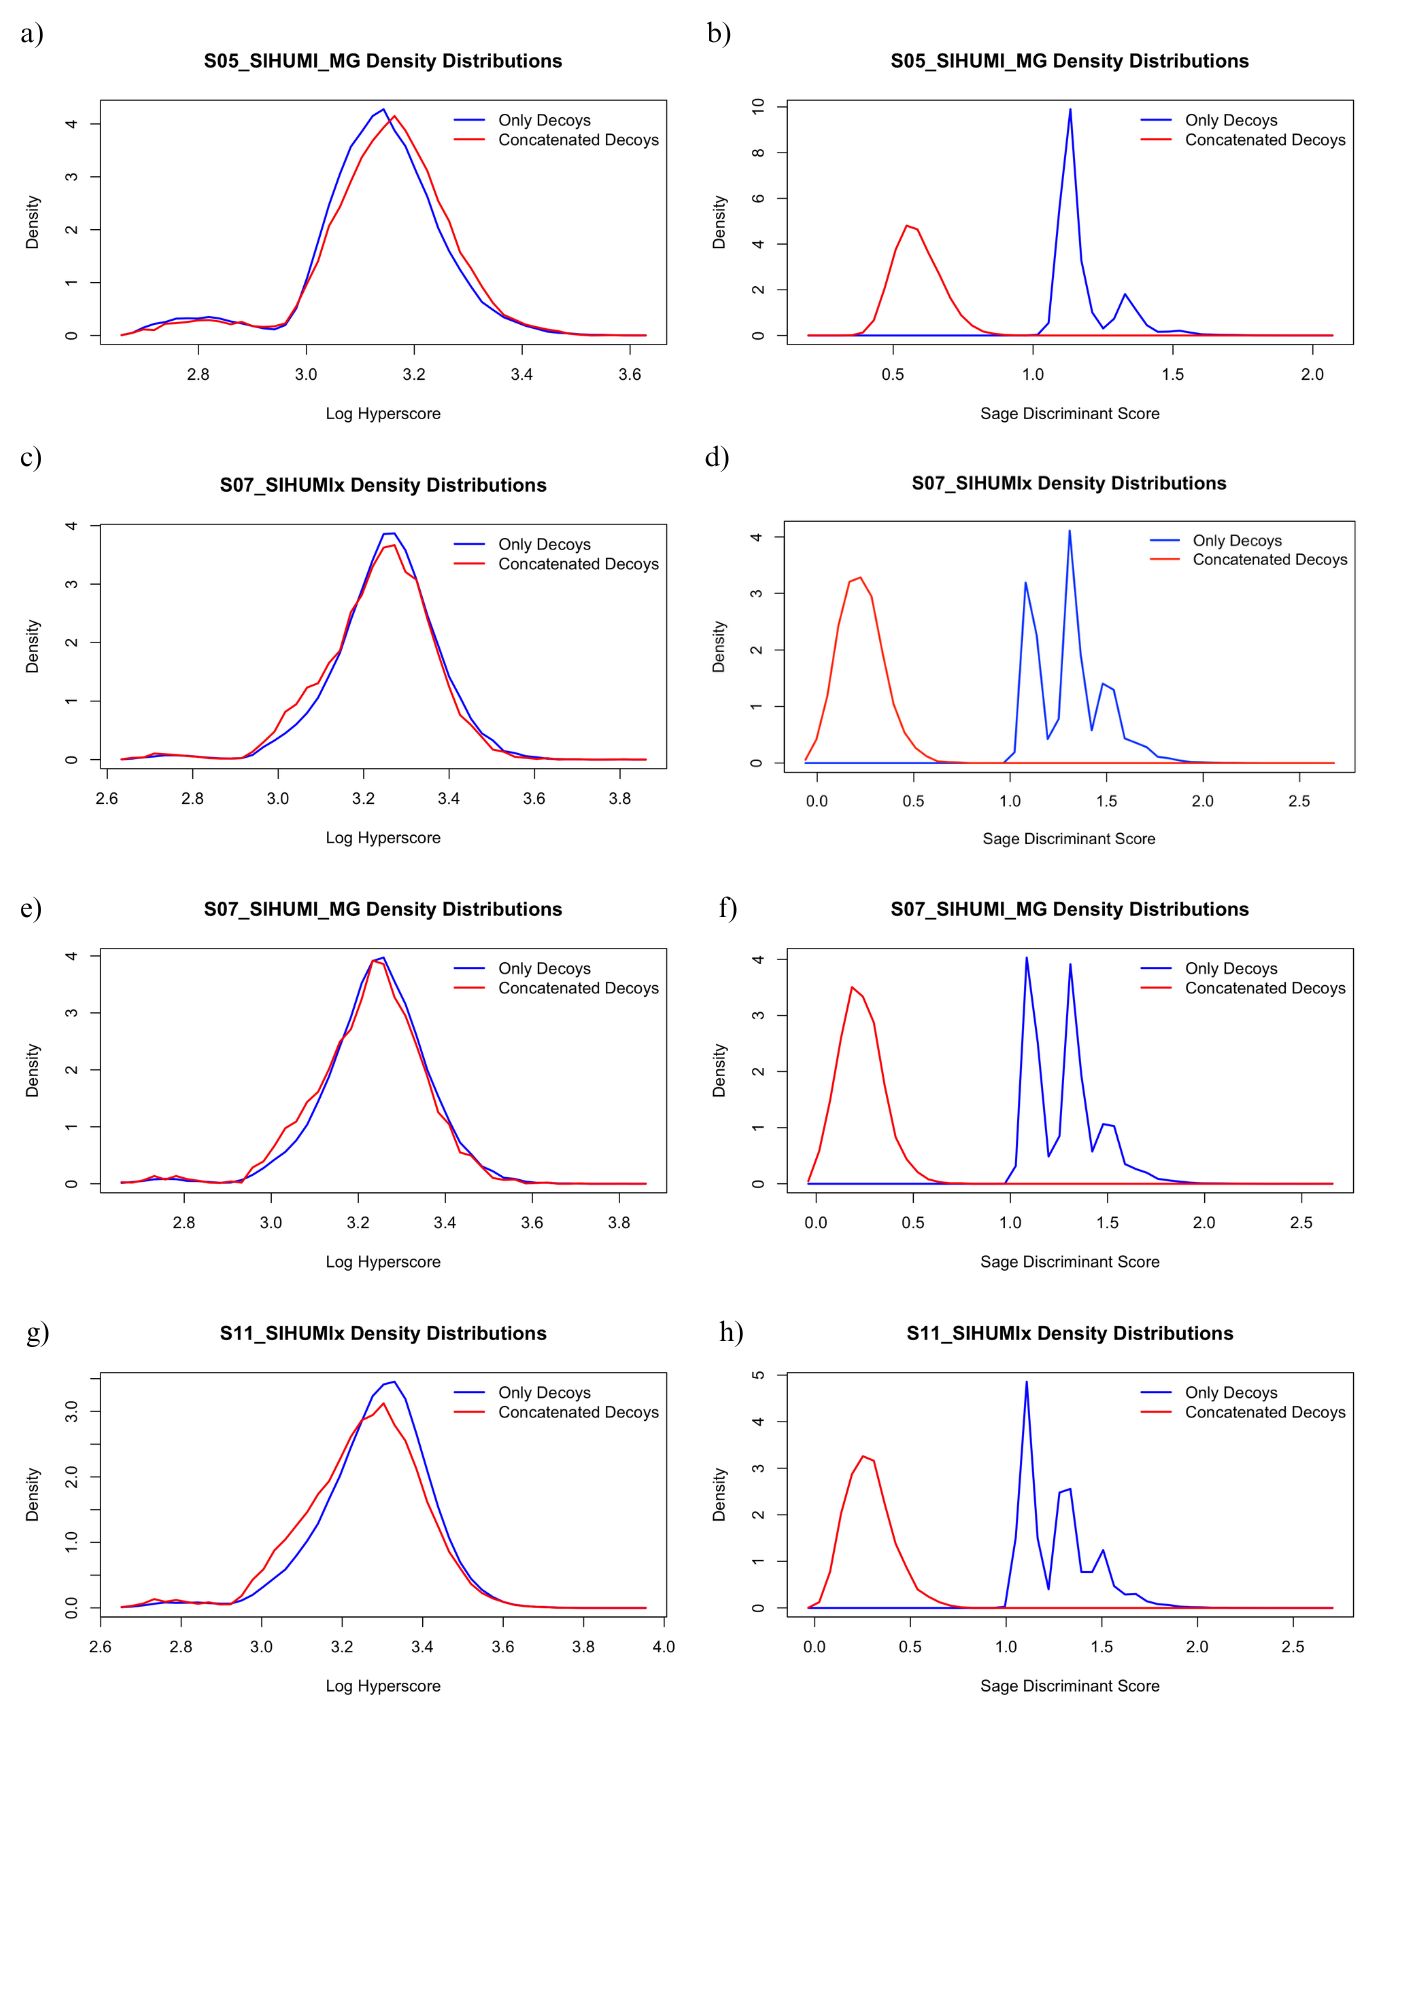 a)
S05_SIHUMI_MG Density Distributions
Only Decoys
Concatenated Decoys
Density
0
1
2
3
4
2.8
3.0
3.2
3.4
3.6
Log Hyperscore
b)
S05_SIHUMI_MG Density Distributions
Only Decoys
Concatenated Decoys
Density
0
2
4
6
8
10
0.5
1.0
1.5
2.0
Sage Discriminant Score
c)
S07_SIHUMIx Density Distributions
Only Decoys
Concatenated Decoys
Density
0
1
2
3
4
2.6
2.8
3.0
3.2
3.4
3.6
3.8
Log Hyperscore
d)
S07_SIHUMIx Density Distributions
Only Decoys
Concatenated Decoys
Density
0
1
2
3
4
0.0
0.5
1.0
1.5
2.0
2.5
Sage Discriminant Score
e)
S07_SIHUMI_MG Density Distributions
Only Decoys
Concatenated Decoys
Density
0
1
2
3
4
2.8
3.0
3.2
3.4
3.6
3.8
Log Hyperscore
f)
S07_SIHUMI_MG Density Distributions
Only Decoys
Concatenated Decoys
Density
0
1
2
3
4
0.0
0.5
1.0
1.5
2.0
2.5
Sage Discriminant Score
g)
S11_SIHUMIx Density Distributions
Only Decoys
Concatenated Decoys
Density
0.0
1.0
2.0
3.0
2.6
2.8
3.0
3.2
3.4
3.6
3.8
4.0
Log Hyperscore
h)
S11_SIHUMIx Density Distributions
Only Decoys
Concatenated Decoys
Density
0
1
2
3
4
5
0.0
0.5
1.0
1.5
2.0
2.5
Sage Discriminant Score